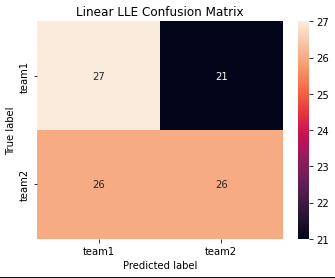 Linear LLE Confusion Matrix
27
26
25
24
23
22
21
True label
team1
team2
27 21
26 26
team1 team2
Predicted label